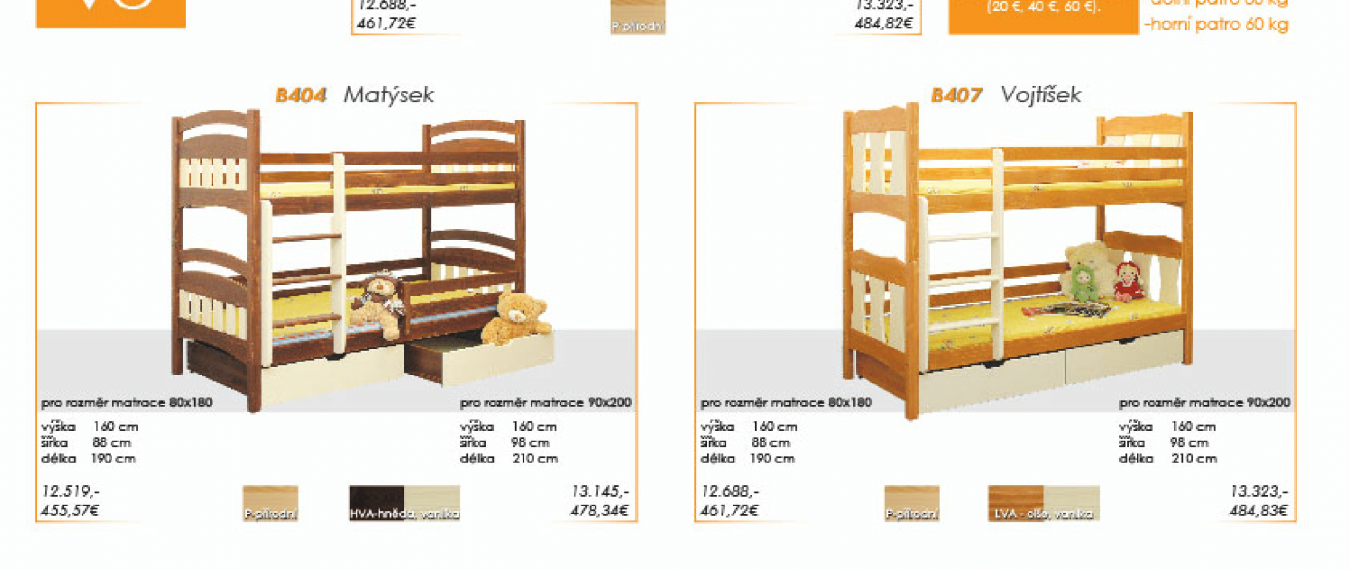 12.688,-
461,72€
P-přírodní
13.323,-
484,82€
(20 €, 40 €, 60 €).
-dolní patro 60 kg
-horní patro 60 kg
B404 Matýsek
pro rozměr matrace 80x180
pro rozměr matrace 90x200
výška 160 cm
šířka 88 cm
délka 190 cm
výška 160 cm
šířka 98 cm
délka 210 cm
12.519,-
455,57€
P-přírodní
HVA-hnědá, vanilka
13.145,-
478,34€
B407 Vojtíšek
pro rozměr matrace 80x180
pro rozměr matrace 90x200
výška 160 cm
šířka 88 cm
délka 190 cm
výška 160 cm
šířka 98 cm
délka 210 cm
12.688,-
461,72€
P-přírodní
LVA - olše, vanilka
13.323,-
484,83€